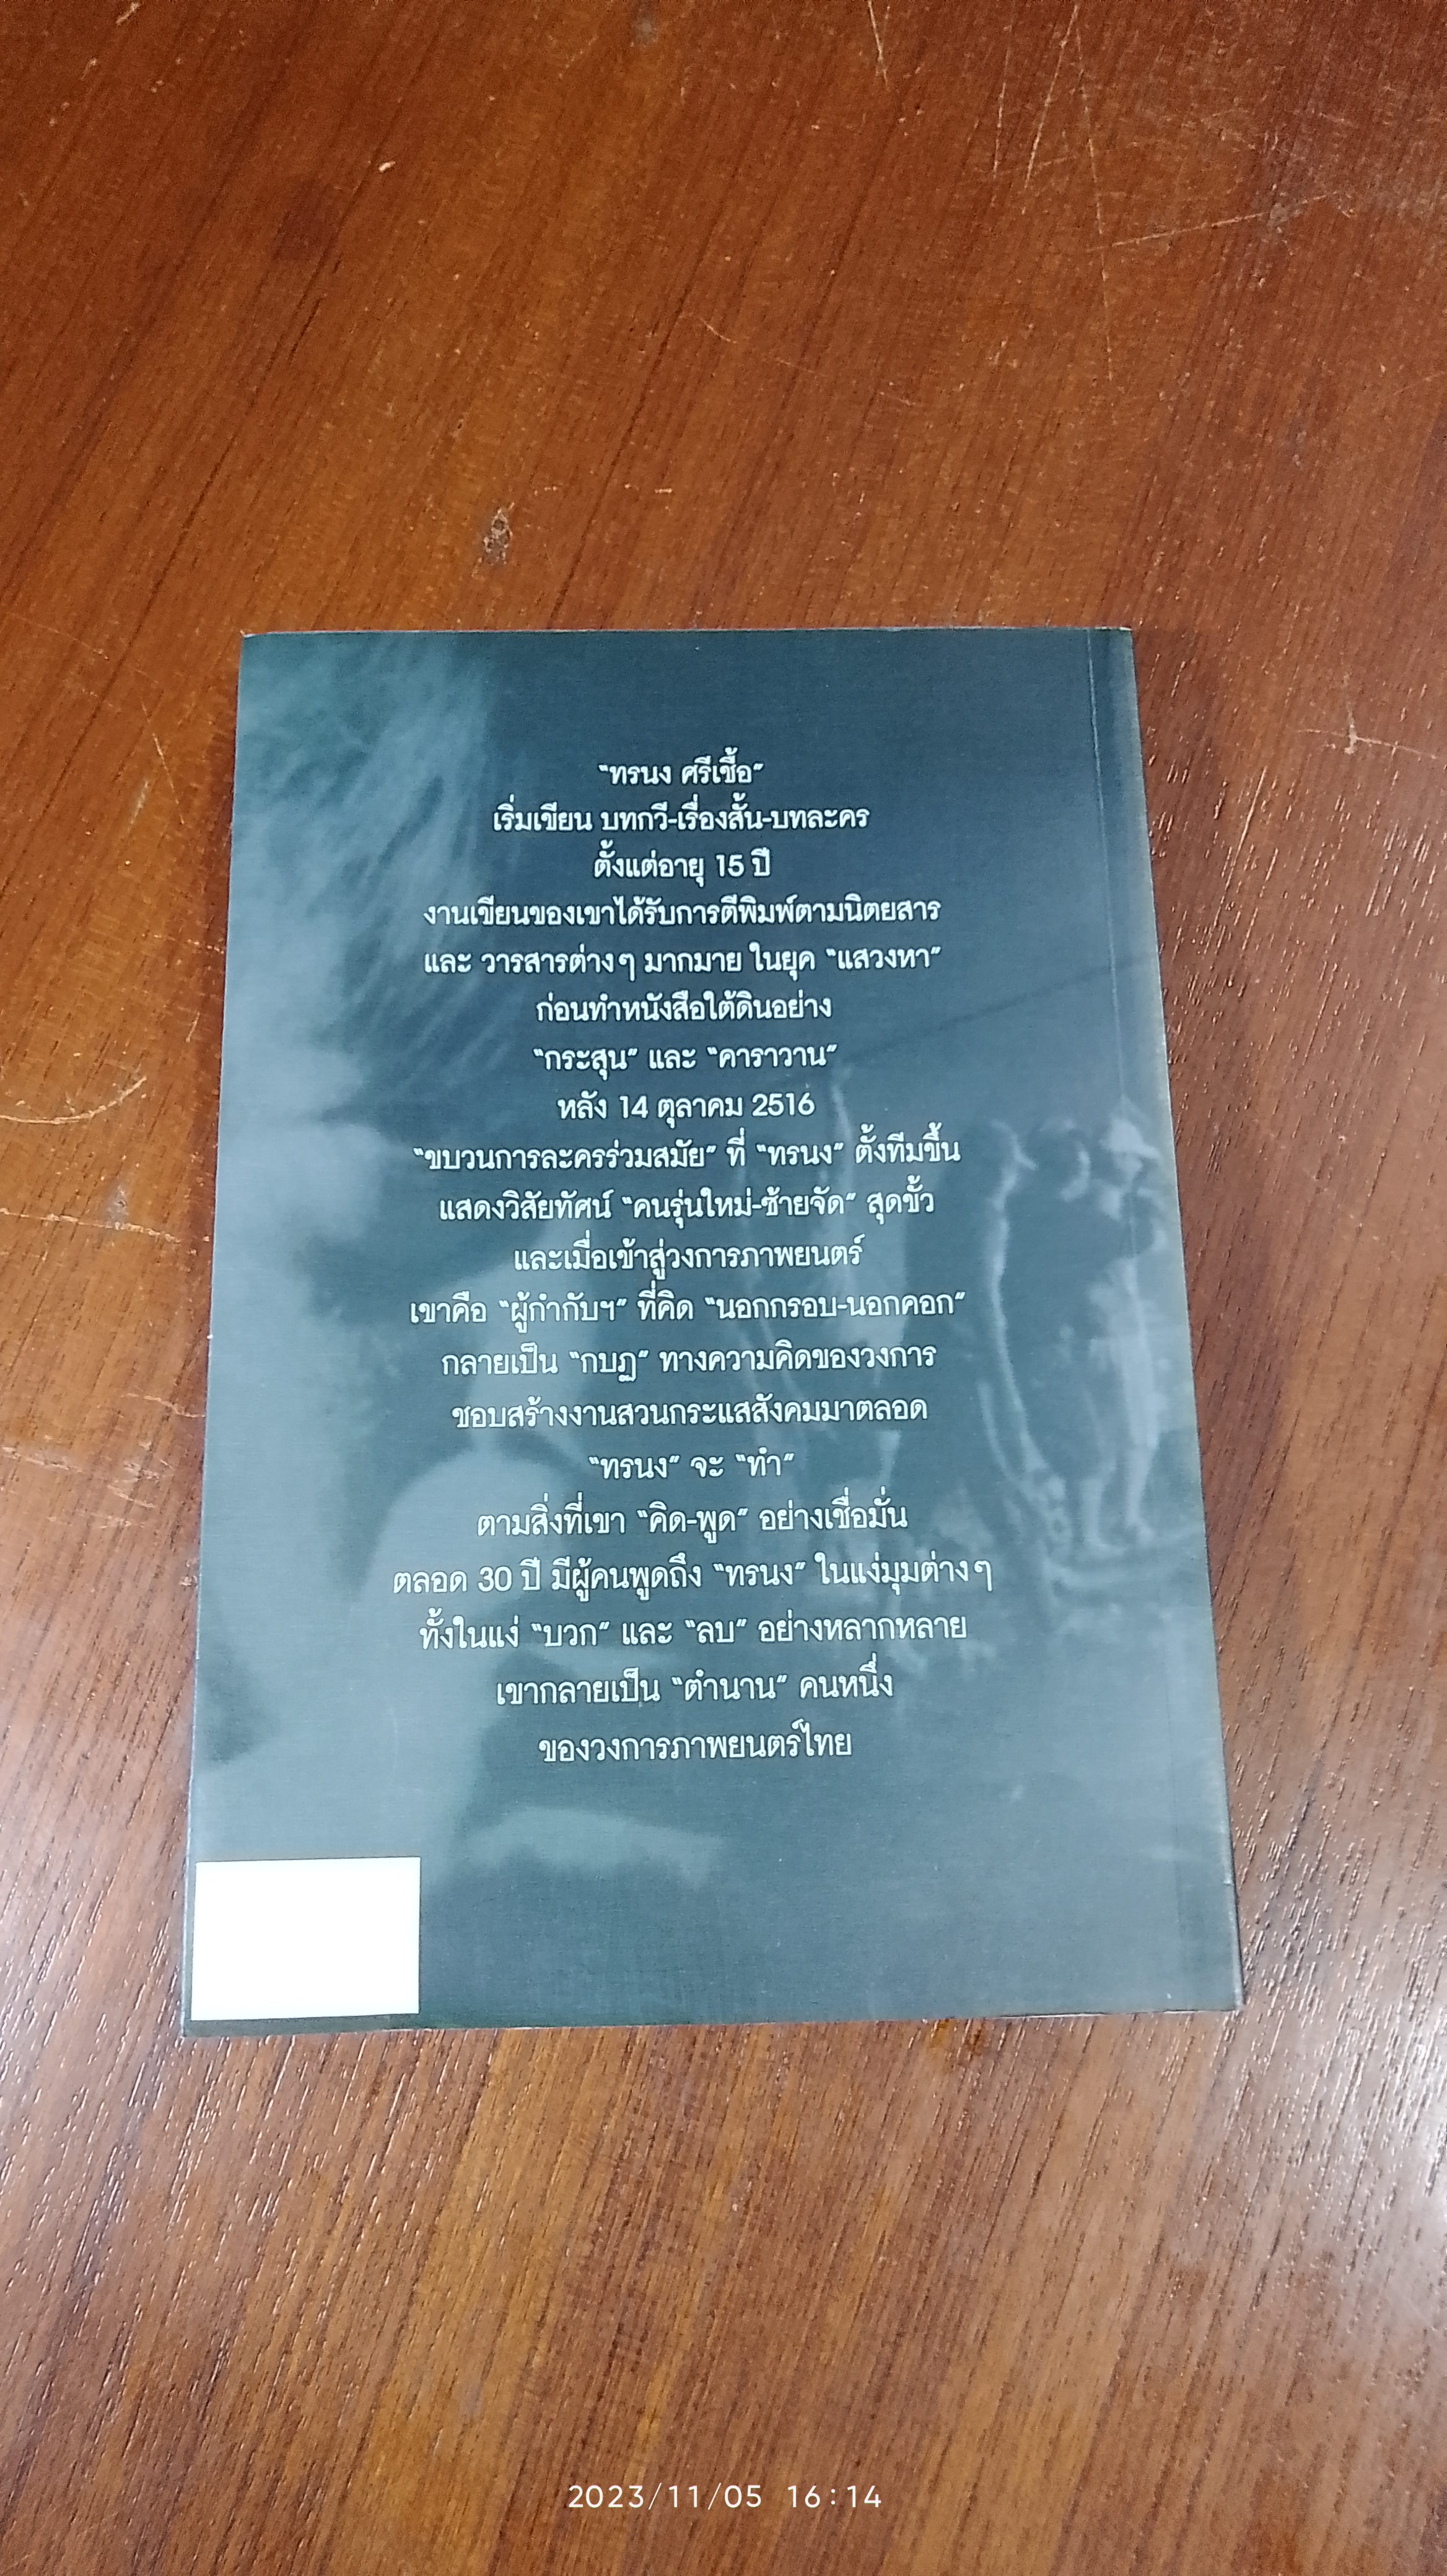 "ทรนง ศรีเชื้อ"
เริ่มเขียน บทกวี-เรื่องสั้น-บทละคร
ตั้งแต่อายุ 15 ปี
งานเขียนของเขาได้รับการตีพิมพ์ตามนิตยสาร
และ วารสารต่างๆ มากมาย ในยุค "แสวงหา"
ก่อนทำหนังสือใต้ดินอย่าง
"กระสุน" และ "คาราวาน"
หลัง 14 ตุลาคม 2516
"ขบวนการละครร่วมสมัย" ที่ "ทรนง" ตั้งทีมขึ้น
แสดงวิสัยทัศน์ "คนรุ่นใหม่-ซ้ายจัด" สุดขั้ว
และเมื่อเข้าสู่วงการภาพยนตร์
เขาคือ "ผู้กำกับฯ" ที่คิด "นอกกรอบ-นอกคอก"
กลายเป็น "กบฏ" ทางความคิดของวงการ
ชอบสร้างงานสวนกระแสสังคมมาตลอด
"ทรนง" จะ "ทำ"
ตามสิ่งที่เขา "คิด-พูด" อย่างเชื่อมั่น
ตลอด 30 ปี มีผู้คนพูดถึง "ทรนง" ในแง่มุมต่างๆ
ทั้งในแง่ "บวก" และ "ลบ" อย่างหลากหลาย
เขากลายเป็น "ตำนาน" คนหนึ่ง
ของวงการภาพยนตร์ไทย
2023/11/05 16:14